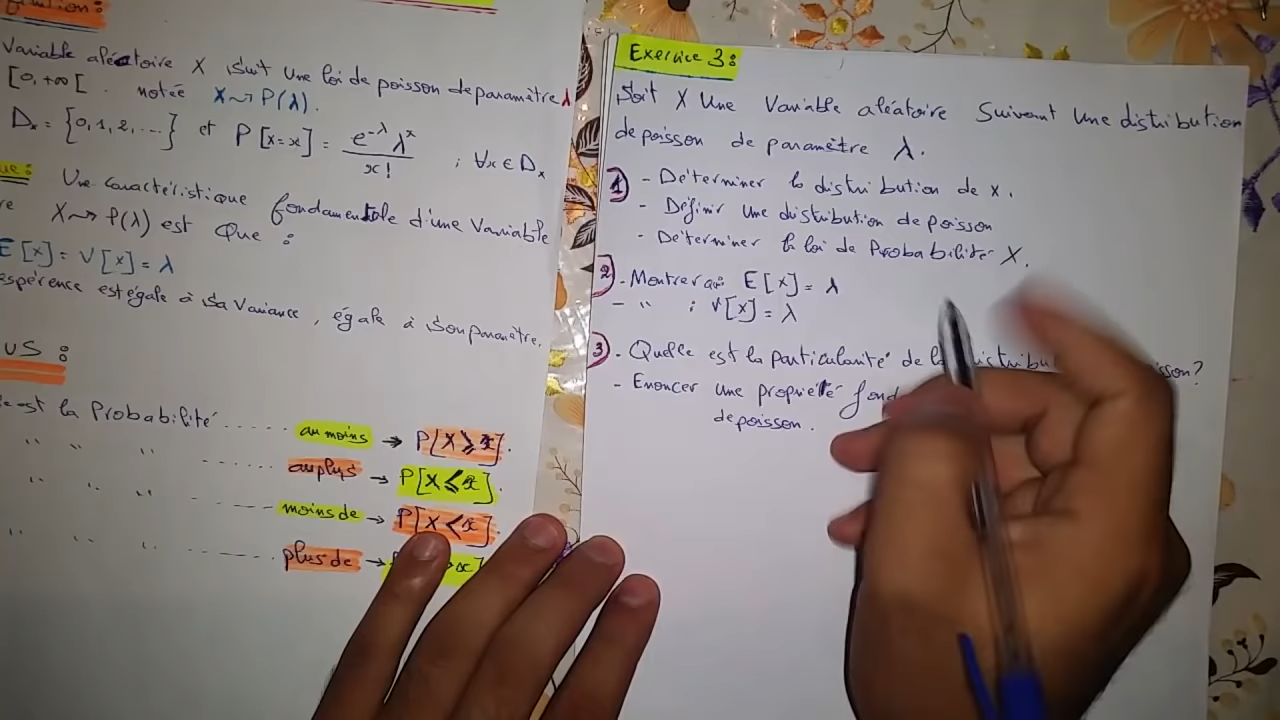 Variable aléatoire X suit une loi de poisson de paramètre λ
[0, +∞[ . notée X ⤳ P(λ).
Dx = {0, 1, 2, ...} et P[X=x] = e^-λ λ^x / x! ; ∀x ∈ Dx
Une caractéristique fondamentale d'une Variable
X ⤳ P(λ) est que :
E[X] = V[X] = λ
est égale à sa Variance, égale à son paramètre.
est la Probabilité ..... au moins → P[X ⩾ x].
" " " ...... au plus → P[X ⩽ x].
" " " ------ moins de → P[X < x]
" " " ------ plus de → x]
Exercice 3 :
Soit X Une Variable aléatoire Suivant Une distribution
de poisson de paramètre λ.
1) - Déterminer la distribution de x.
- Définir une distribution de poisson
- Déterminer la loi de Probabilité X.
2) - Montrer que E[X] = λ
- " : V[X] = λ
3) - Quelle est la particularité de la
- Enoncer une propriété
de poisson.